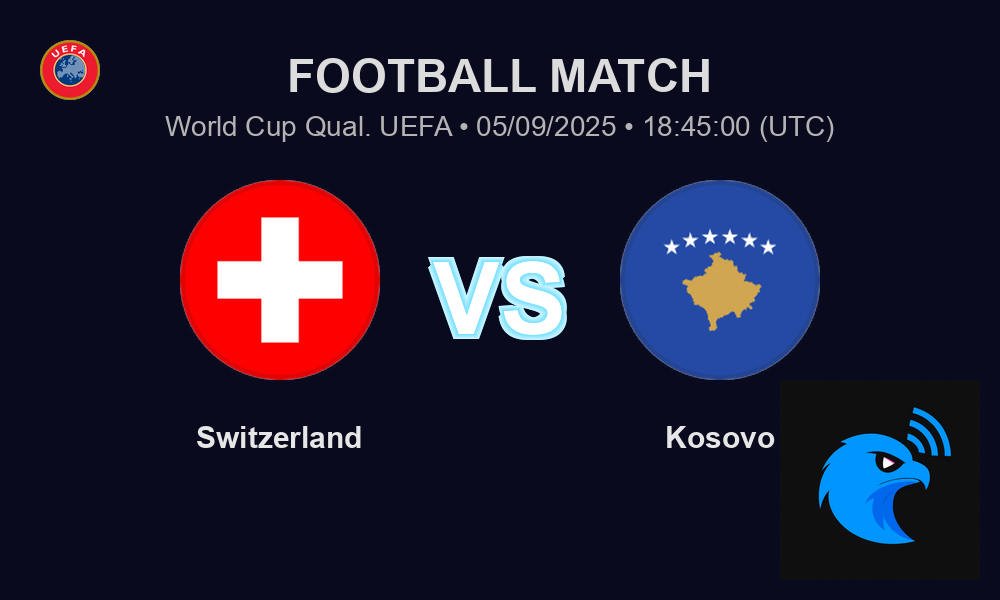 UEFA
FOOTBALL MATCH
World Cup Qual. UEFA • 05/09/2025 • 18:45:00 (UTC)
VS
Switzerland
Kosovo